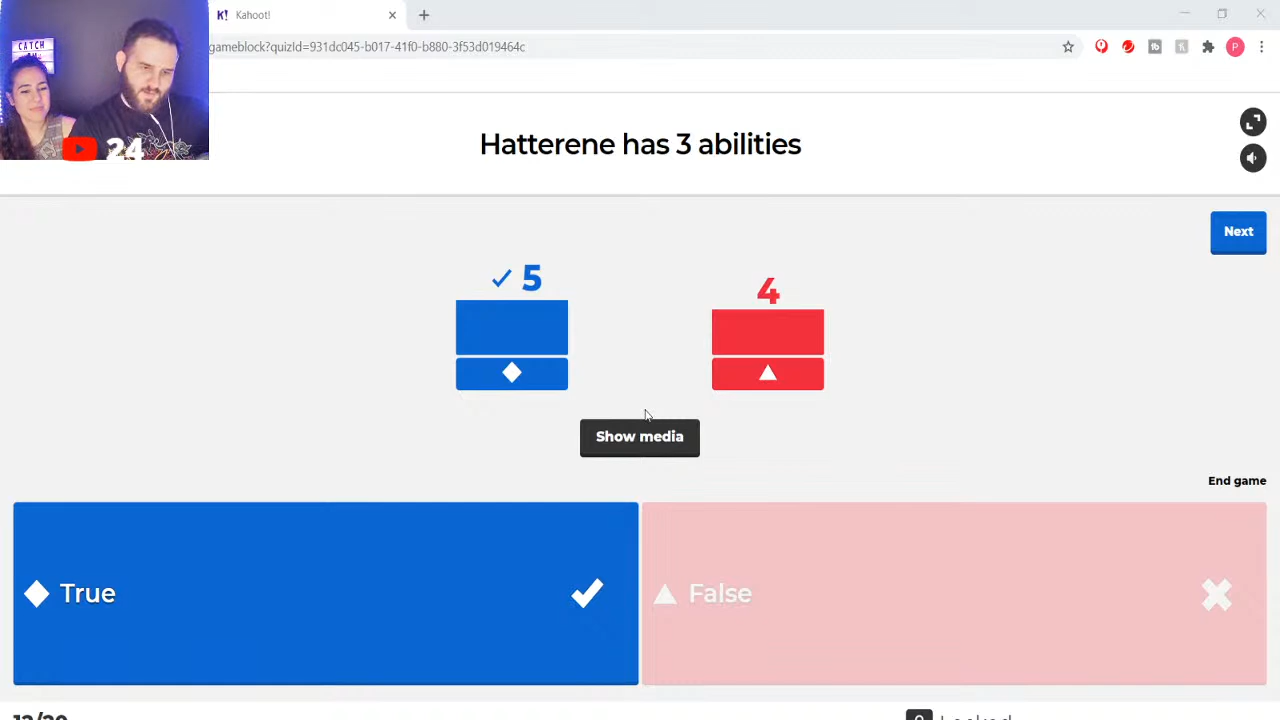 Kahoot!
gameblock?quizId=931dc045-b017-41f0-b880-3f53d019464c
CATCH
24
Hatterene has 3 abilities
Next
5
4
Show media
End game
True
False